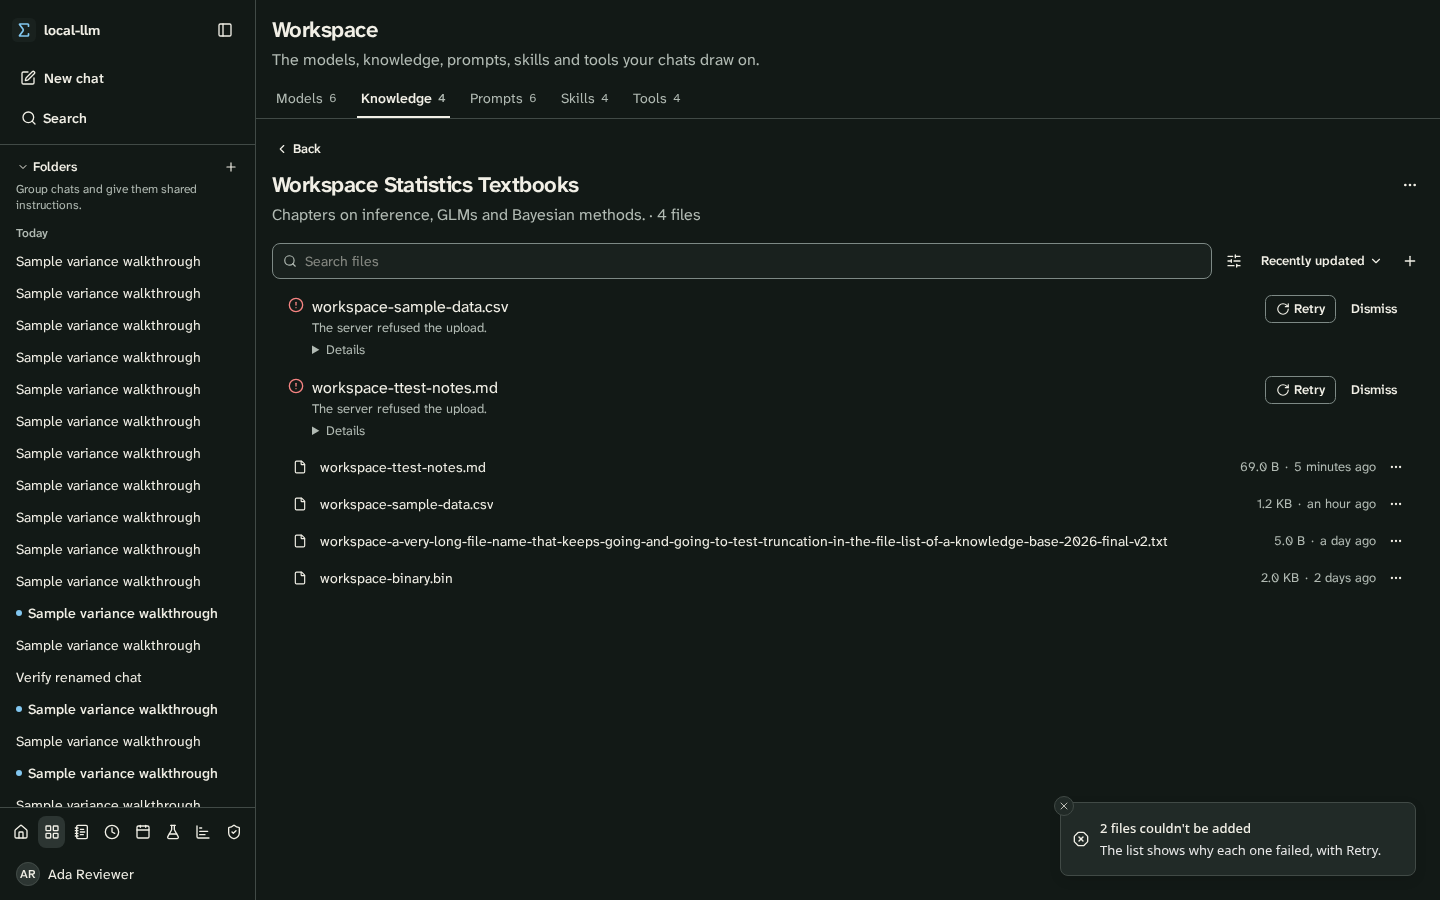 local-llm
New chat
Search
Folders
Group chats and give them shared
instructions.
Today
Sample variance walkthrough
Sample variance walkthrough
Sample variance walkthrough
Sample variance walkthrough
Sample variance walkthrough
Sample variance walkthrough
Sample variance walkthrough
Sample variance walkthrough
Sample variance walkthrough
Sample variance walkthrough
Sample variance walkthrough
Sample variance walkthrough
Sample variance walkthrough
Verify renamed chat
Sample variance walkthrough
Sample variance walkthrough
Sample variance walkthrough
Sample variance walkthrough
AR Ada Reviewer
Workspace
The models, knowledge, prompts, skills and tools your chats draw on.
Models 6 Knowledge 4 Prompts 6 Skills 4 Tools 4
Back
Workspace Statistics Textbooks
Chapters on inference, GLMs and Bayesian methods. · 4 files
Search files Recently updated
workspace-sample-data.csv Retry Dismiss
The server refused the upload.
Details
workspace-ttest-notes.md Retry Dismiss
The server refused the upload.
Details
workspace-ttest-notes.md 69.0 B · 5 minutes ago
workspace-sample-data.csv 1.2 KB · an hour ago
workspace-a-very-long-file-name-that-keeps-going-and-going-to-test-truncation-in-the-file-list-of-a-knowledge-base-2026-final-v2.txt 5.0 B · a day ago
workspace-binary.bin 2.0 KB · 2 days ago
2 files couldn't be added
The list shows why each one failed, with Retry.